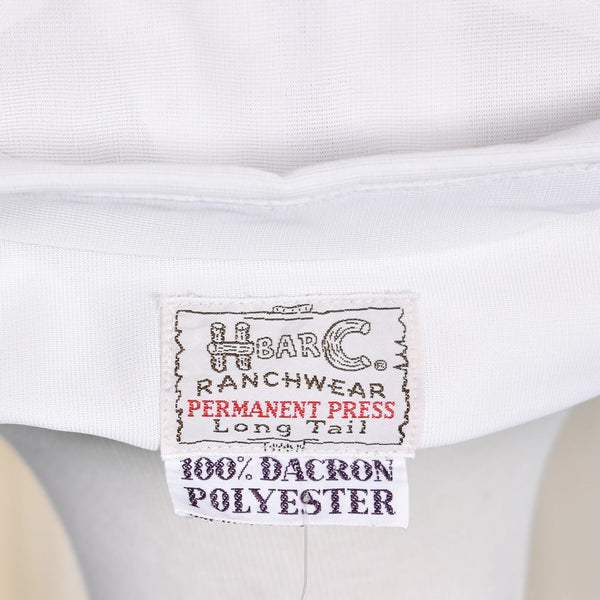 H BAR C®
RANCHWEAR
PERMANENT PRESS
Long Tail
100% DACRON
POLYESTER